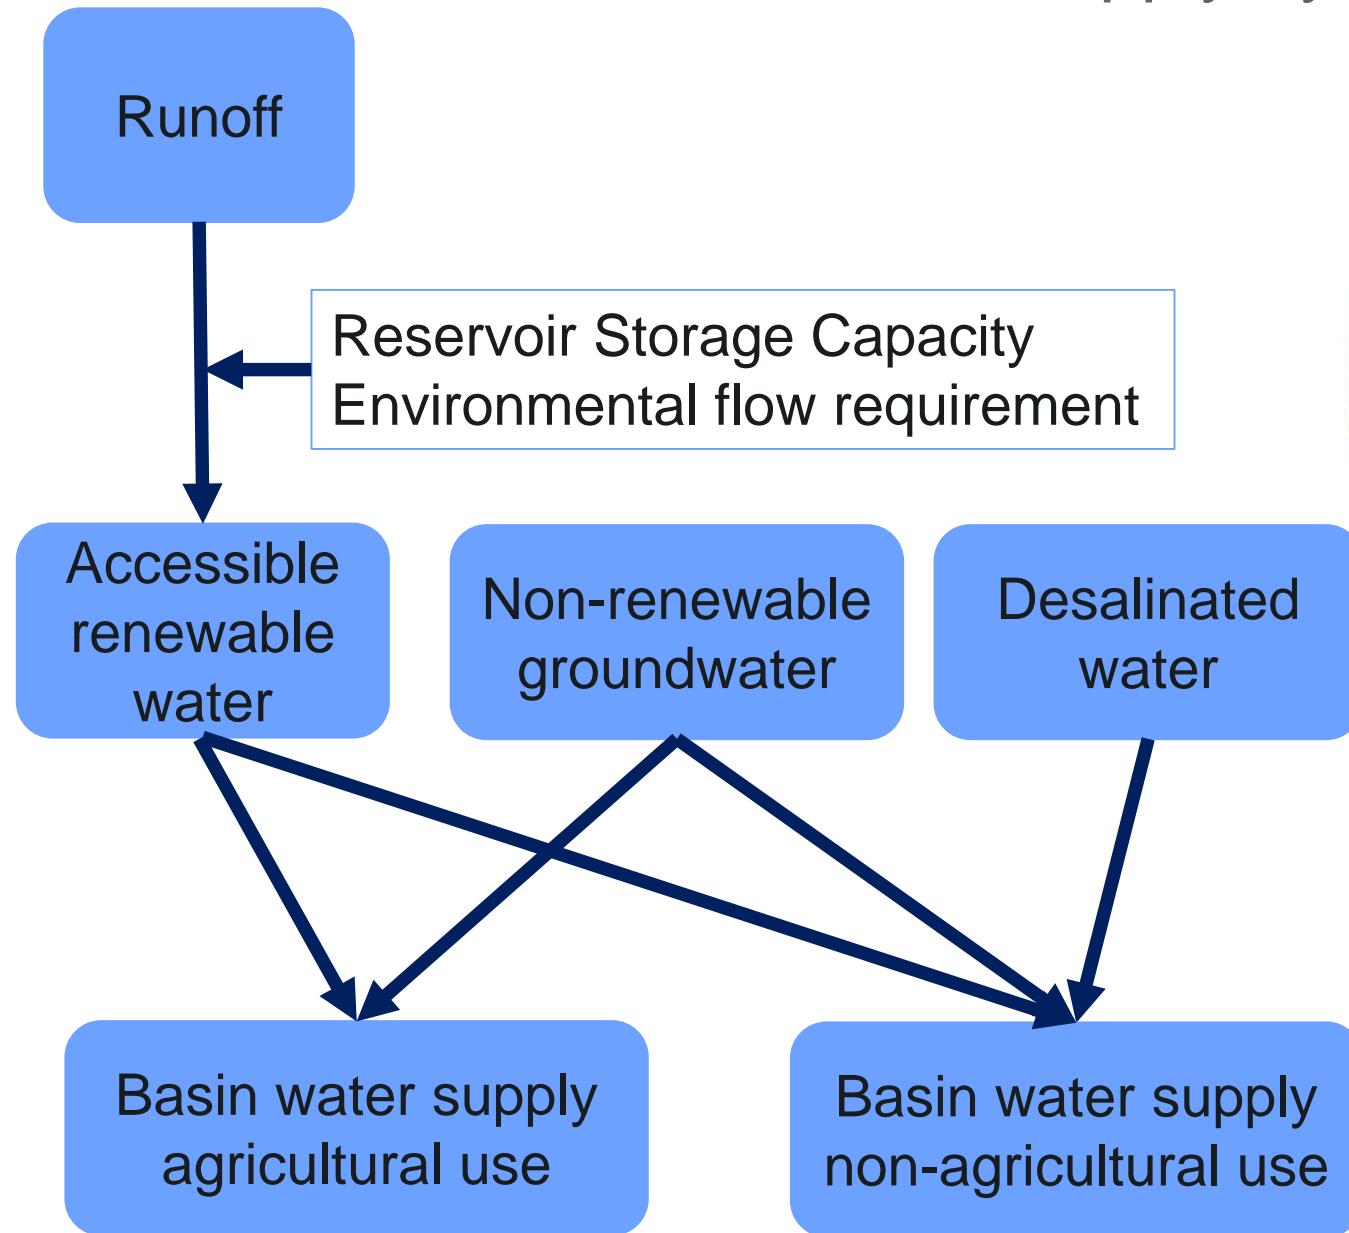 Runoff
Reservoir Storage Capacity
Environmental flow requirement
Accessible
renewable
water
Non-renewable
groundwater
Desalinated
water
Basin water supply
agricultural use
Basin water supply
non-agricultural use